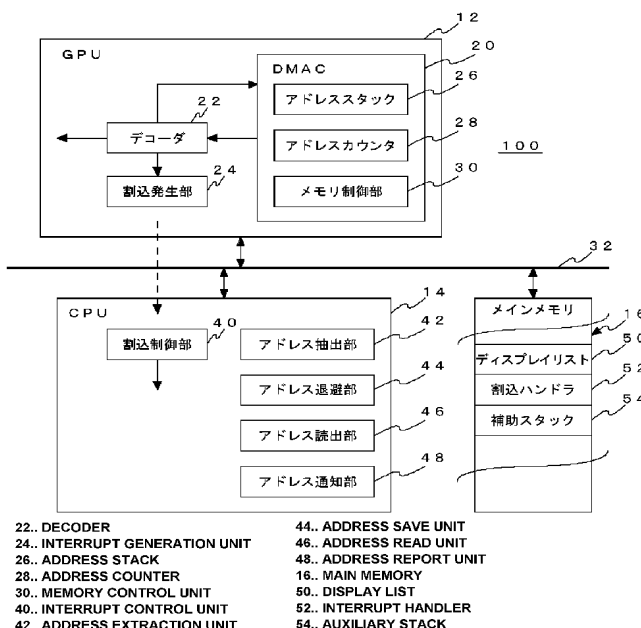 12
GPU
20
DMAC
26
アドレススタック
22
デコーダ
28
アドレスカウンタ
100
24
割込発生部
30
メモリ制御部
32
CPU
14
メインメモリ
16
40
割込制御部
42
アドレス抽出部
50
ディスプレイリスト
44
アドレス退避部
52
割込ハンドラ
46
アドレス読出部
54
補助スタック
48
アドレス通知部
22.. DECODER
24.. INTERRUPT GENERATION UNIT
26.. ADDRESS STACK
28.. ADDRESS COUNTER
30.. MEMORY CONTROL UNIT
40.. INTERRUPT CONTROL UNIT
42.. ADDRESS EXTRACTION UNIT
44.. ADDRESS SAVE UNIT
46.. ADDRESS READ UNIT
48.. ADDRESS REPORT UNIT
16.. MAIN MEMORY
50.. DISPLAY LIST
52.. INTERRUPT HANDLER
54.. AUXILIARY STACK